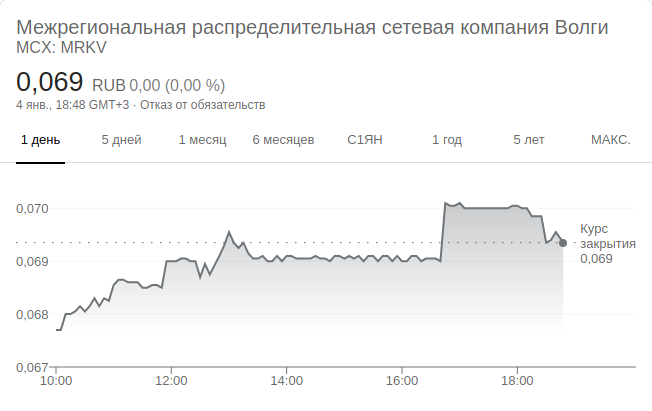 Межрегиональная распределительная сетевая компания Волги
MCX: MRKV
0,069 RUB 0,00 (0,00 %)
4 янв., 18:48 GMT+3 · Отказ от обязательств
1 день 5 дней 1 месяц 6 месяцев С1ЯН 1 год 5 лет МАКС.
0,070
Курс
закрытия
0,069
0,069
0,068
0,067
10:00 12:00 14:00 16:00 18:00